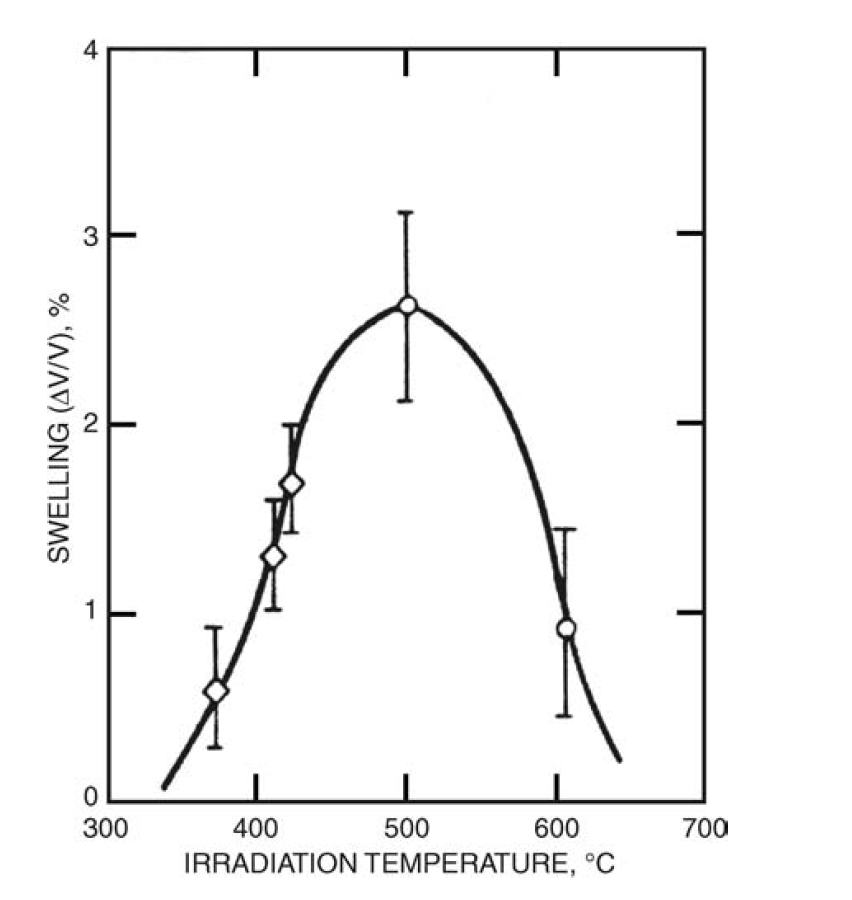 4
3
2
1
0
300 400 500 600 700
SWELLING (ΔV/V), %
IRRADIATION TEMPERATURE, °C